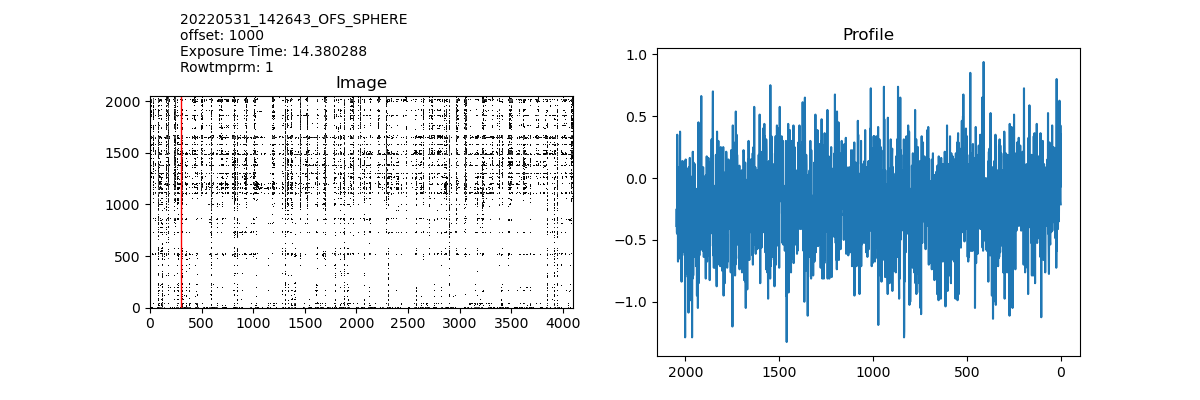 20220531_142643_OFS_SPHERE
offset: 1000
Exposure Time: 14.380288
Rowtmprm: 1
Image
2000
1500
1000
500
0
0 500 1000 1500 2000 2500 3000 3500 4000
Profile
1.0
0.5
0.0
−0.5
−1.0
2000 1500 1000 500 0